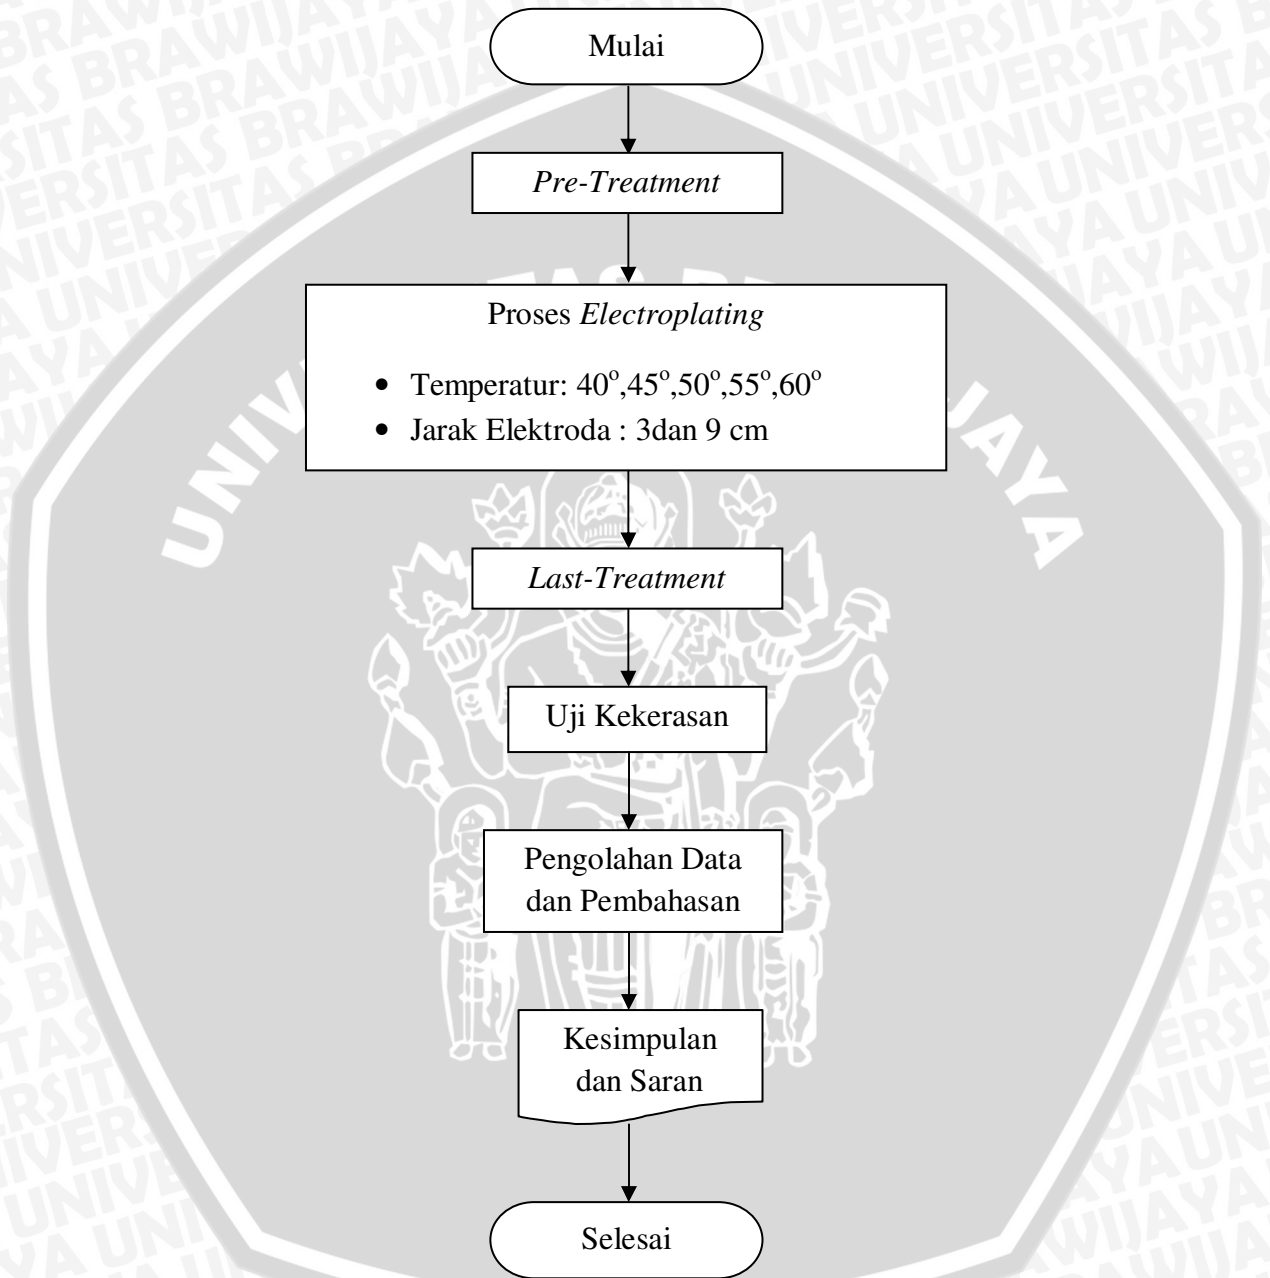 Mulai
Pre-Treatment
Proses Electroplating
• Temperatur: 40°,45°,50°,55°,60°
• Jarak Elektroda : 3dan 9 cm
Last-Treatment
Uji Kekerasan
Pengolahan Data
dan Pembahasan
Kesimpulan
dan Saran
Selesai